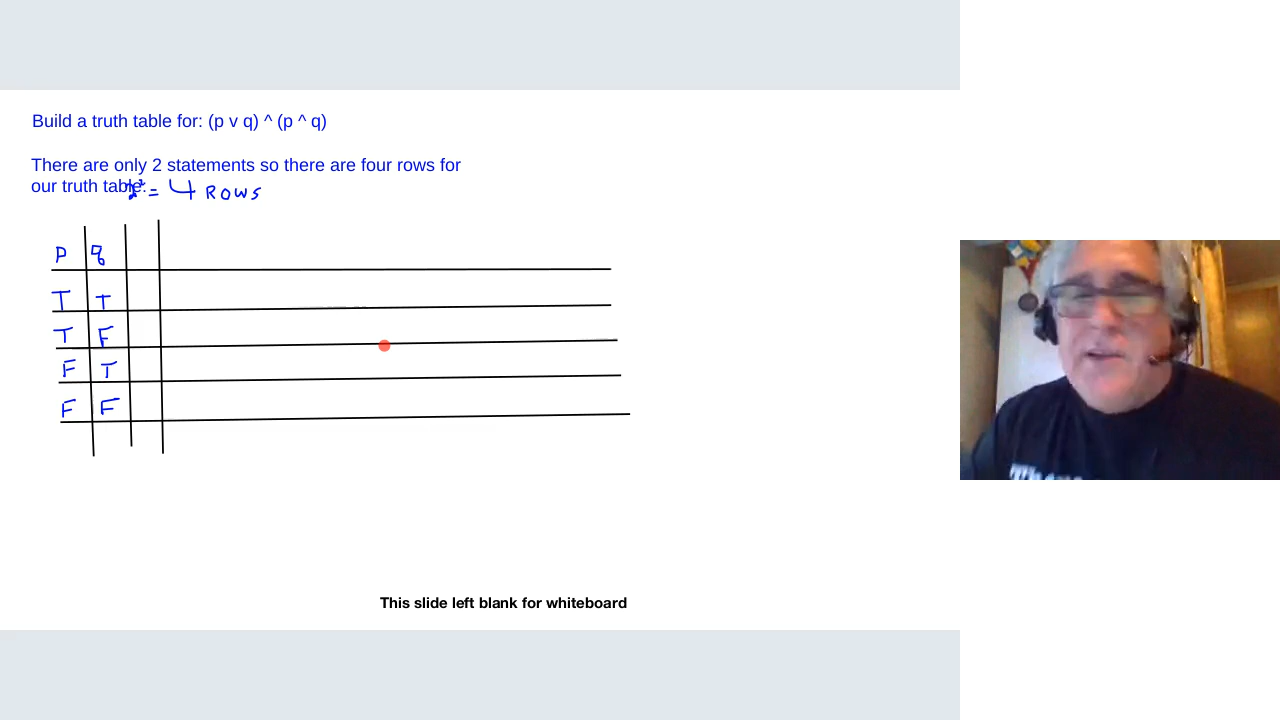 Build a truth table for: (p v q) ^ (p ^ q)
There are only 2 statements so there are four rows for
our truth table.
2² = 4 ROWS
P q
T T
T F
F T
F F
This slide left blank for whiteboard